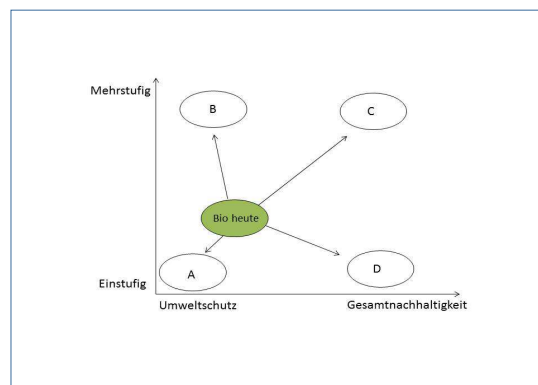 Mehrstufig
B
C
Bio heute
A
D
Einstufig
Umweltschutz
Gesamtnachhaltigkeit